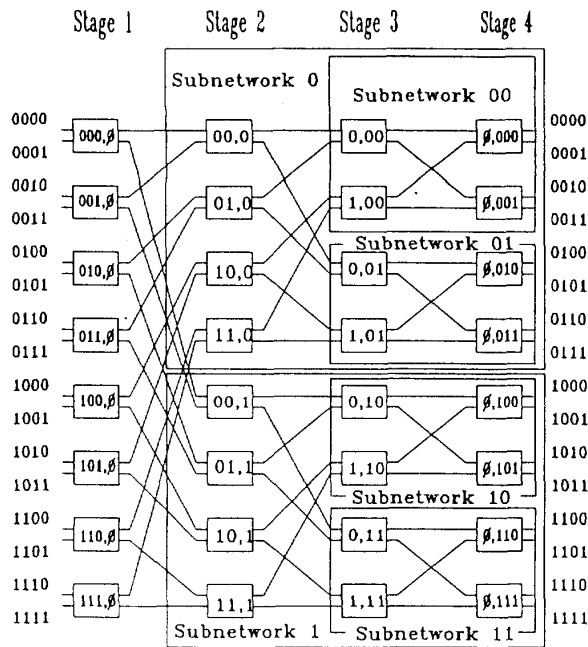 Stage 1 Stage 2 Stage 3 Stage 4
Subnetwork 0
Subnetwork 00
0000 000,ø 00,0 0,00 ø,000 0000
0001 0001
0010 001,ø 01,0 1,00 ø,001 0010
0011 0011
Subnetwork 01
0100 010,ø 10,0 0,01 ø,010 0100
0101 0101
0110 011,ø 11,0 1,01 ø,011 0110
0111 0111
1000 100,ø 00,1 0,10 ø,100 1000
1001 1001
1010 101,ø 01,1 1,10 ø,101 1010
1011 1011
Subnetwork 10
1100 110,ø 10,1 0,11 ø,110 1100
1101 1101
1110 111,ø 11,1 1,11 ø,111 1110
1111 1111
Subnetwork 1 Subnetwork 11